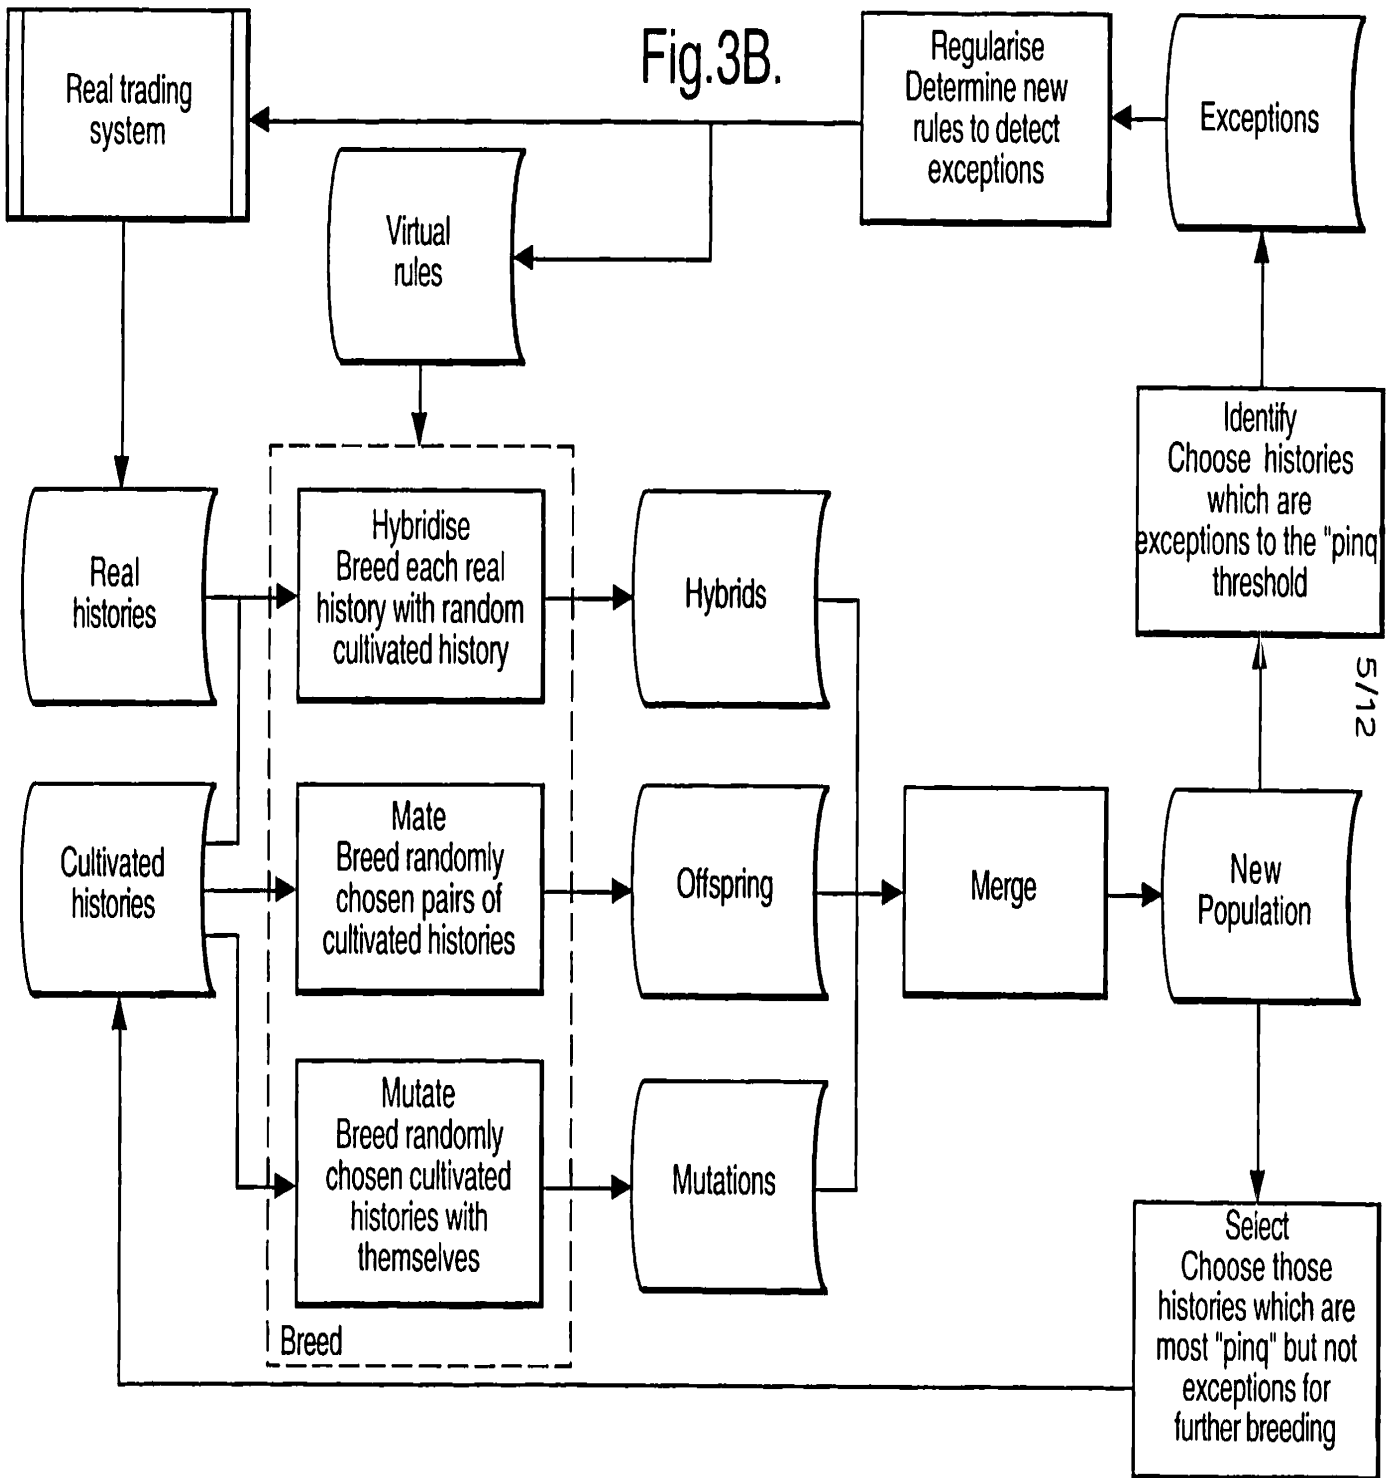 Fig.3B.
Real trading
system
Regularise
Determine new
rules to detect
exceptions
Exceptions
Virtual
rules
Identify
Choose histories
which are
exceptions to the "pinq
threshold
Real
histories
Hybridise
Breed each real
history with random
cultivated history
Hybrids
5/12
Cultivated
histories
Mate
Breed randomly
chosen pairs of
cultivated histories
Offspring
Merge
New
Population
Mutate
Breed randomly
chosen cultivated
histories with
themselves
Mutations
Breed
Select
Choose those
histories which are
most "pinq" but not
exceptions for
further breeding